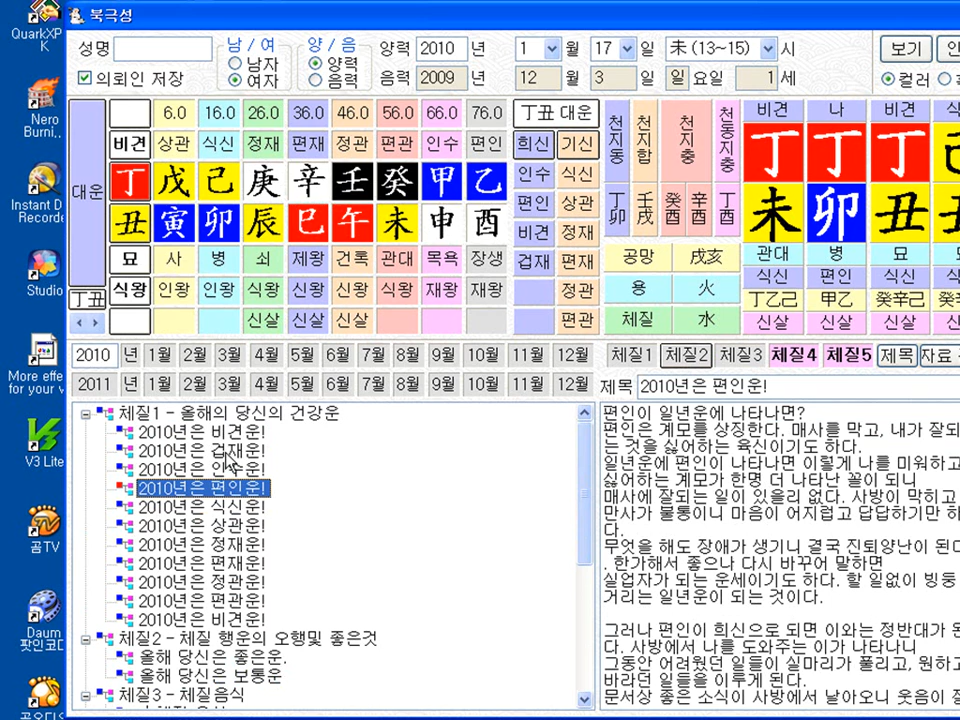 QuarkXP
K
Nero
Burni,,
Instant D
Recorde
Studio
More effe
for your v
V3 Lite
곰TV
Daum
팟인코더
북극성
성명
남 / 여
양 / 음
양력 2010 년 1 월 17 일 未 (13~15) 시
보기
의뢰인 저장
남자
여자
양력
음력
음력 2009 년 12 월 3 일 일 요일 1 세
컬러
대운
丁丑
6.0 16.0 26.0 36.0 46.0 56.0 66.0 76.0
비견 상관 식신 정재 편재 정관 편관 인수 편인
丁 戊 己 庚 辛 壬 癸 甲 乙
丑 寅 卯 辰 巳 午 未 申 酉
묘 사 병 쇠 제왕 건록 관대 목욕 장생
식왕 인왕 인왕 식왕 신왕 신왕 식왕 재왕 재왕
신살 신살 신살
丁丑 대운
희신 기신
인수 식신
편인 상관
비견 정재
겁재 편재
정관
편관
천지동 천지합 천지충 천동지충
丁卯 壬戌 癸酉 辛酉 丁酉
공망 戌亥
용 火
체질 水
비견 나 비견
丁 丁 丁 己
未 卯 丑
관대 병 묘
식신 편인 식신
丁乙己 甲乙 癸辛己
신살 신살 신살
2010 년 1월 2월 3월 4월 5월 6월 7월 8월 9월 10월 11월 12월
2011 년 1월 2월 3월 4월 5월 6월 7월 8월 9월 10월 11월 12월
체질1 체질2 체질3 체질4 체질5 제목 자료
제목 2010년은 편인운!
체질1 - 올해의 당신의 건강운
2010년은 비견운!
2010년은 겁재운!
2010년은 인수운!
2010년은 편인운!
2010년은 식신운!
2010년은 상관운!
2010년은 정재운!
2010년은 편재운!
2010년은 정관운!
2010년은 편관운!
2010년은 비견운!
체질2 - 체질 행운의 오행및 좋은것
올해 당신은 좋은운.
올해 당신은 보통운
체질3 - 체질음식
편인이 일년운에 나타나면?
편인은 계모를 상징한다. 매사를 막고, 내가 잘되
는 것을 싫어하는 육신이기도 하다.
일년운에 편인이 나타나면 이렇게 나를 미워하고
싫어하는 계모가 한명 더 나타난 꼴이 되니
매사에 잘되는 일이 있을리 없다. 사방이 막히고
만사가 불통이니 마음이 어지럽고 답답하기만 하
다.
무엇을 해도 장애가 생기니 결국 진퇴양난이 된다
. 한가해서 좋으나 다시 바꾸어 말하면
실업자가 되는 운세이기도 하다. 할 일없이 빙둥
거리는 일년운이 되는 것이다.
그러나 편인이 희신으로 되면 이와는 정반대가 된
다. 사방에서 나를 도와주는 이가 나타나니
그동안 어려웠던 일들이 실마리가 풀리고, 원하고
바라던 일들을 이루게 된다.
문서상 좋은 소식이 사방에서 날아오니 웃음이 질